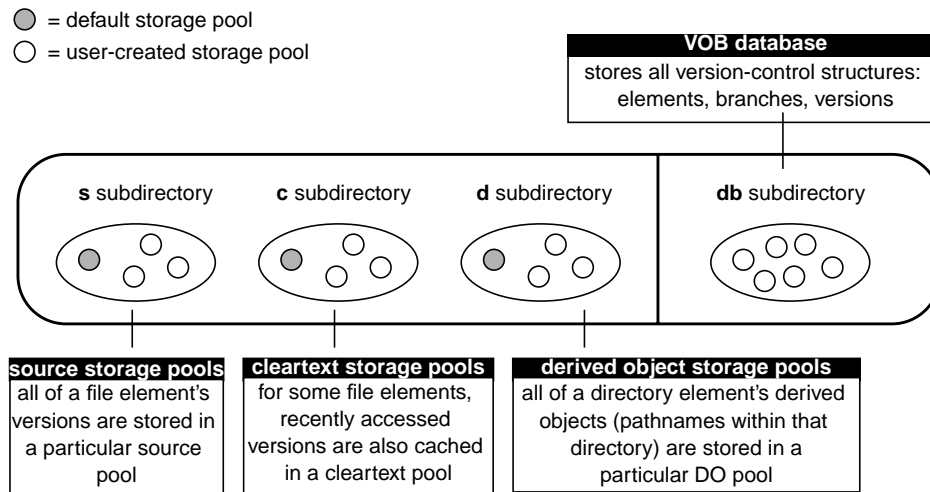 = default storage pool
= user-created storage pool
VOB database
stores all version-control structures:
elements, branches, versions
s subdirectory
c subdirectory
d subdirectory
db subdirectory
source storage pools
all of a file element's
versions are stored in
a particular source
pool
cleartext storage pools
for some file elements,
recently accessed
versions are also cached
in a cleartext pool
derived object storage pools
all of a directory element's derived
objects (pathnames within that
directory) are stored in a
particular DO pool